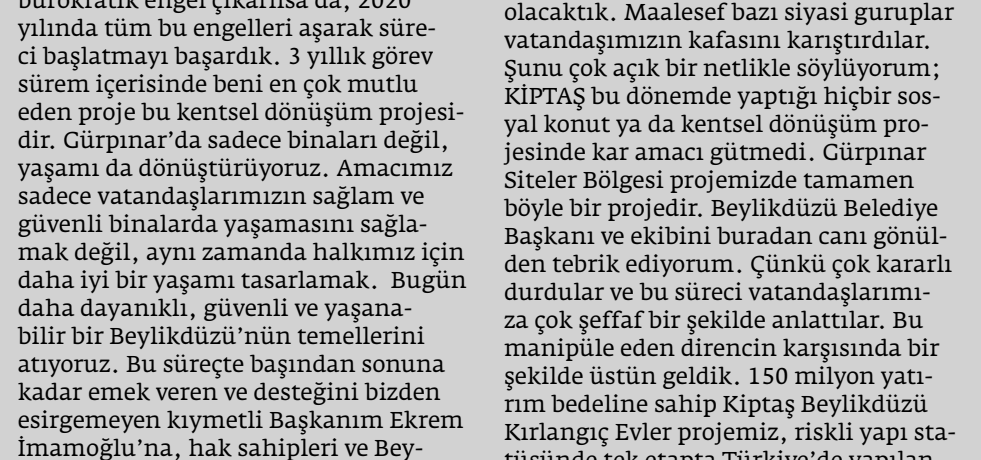 bürokratik engel çıkarılsa da, 2020
yılında tüm bu engelleri aşarak süre-
ci başlatmayı başardık. 3 yıllık görev
sürem içerisinde beni en çok mutlu
eden proje bu kentsel dönüşüm projesi-
dir. Gürpınar’da sadece binaları değil,
yaşamı da dönüştürüyoruz. Amacımız
sadece vatandaşlarımızın sağlam ve
güvenli binalarda yaşamasını sağla-
mak değil, aynı zamanda halkımız için
daha iyi bir yaşamı tasarlamak. Bugün
daha dayanıklı, güvenli ve yaşana-
bilir bir Beylikdüzü’nün temellerini
atıyoruz. Bu süreçte başından sonuna
kadar emek veren ve desteğini bizden
esirgemeyen kıymetli Başkanım Ekrem
İmamoğlu’na, hak sahipleri ve Bey-
olacaktık. Maalesef bazı siyasi guruplar
vatandaşımızın kafasını karıştırdılar.
Şunu çok açık bir netlikle söylüyorum;
KİPTAŞ bu dönemde yaptığı hiçbir sos-
yal konut ya da kentsel dönüşüm pro-
jesinde kar amacı gütmedi. Gürpınar
Siteler Bölgesi projemizde tamamen
böyle bir projedir. Beylikdüzü Belediye
Başkanı ve ekibini buradan canı gönül-
den tebrik ediyorum. Çünkü çok kararlı
durdular ve bu süreci vatandaşlarımı-
za çok şeffaf bir şekilde anlattılar. Bu
manipüle eden direncin karşısında bir
şekilde üstün geldik. 150 milyon yatı-
rım bedeline sahip Kiptaş Beylikdüzü
Kırlangıç Evler projemiz, riskli yapı sta-
tüsünde tek etapta Türkiye’de yapılan